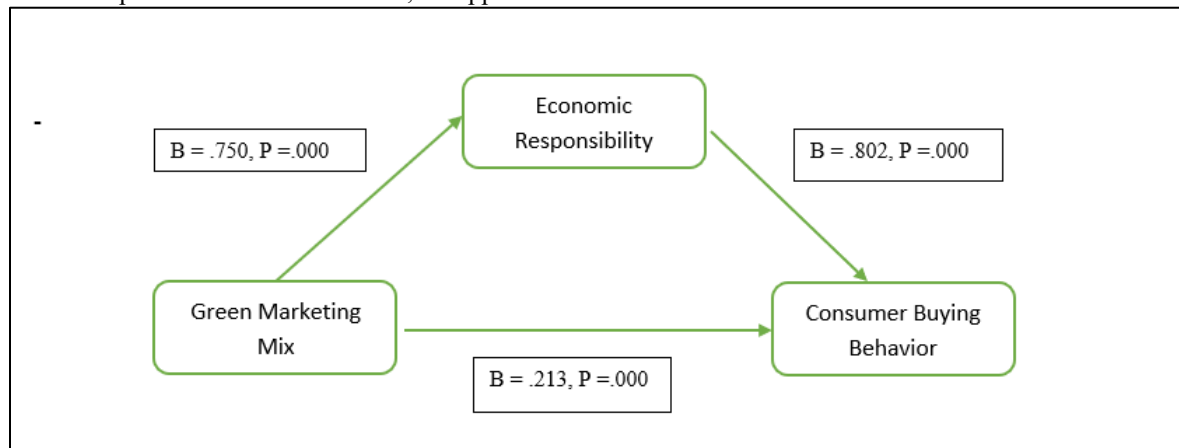 -
Economic
Responsibility
B = .750, P =.000
B = .802, P =.000
Green Marketing
Mix
Consumer Buying
Behavior
B = .213, P =.000